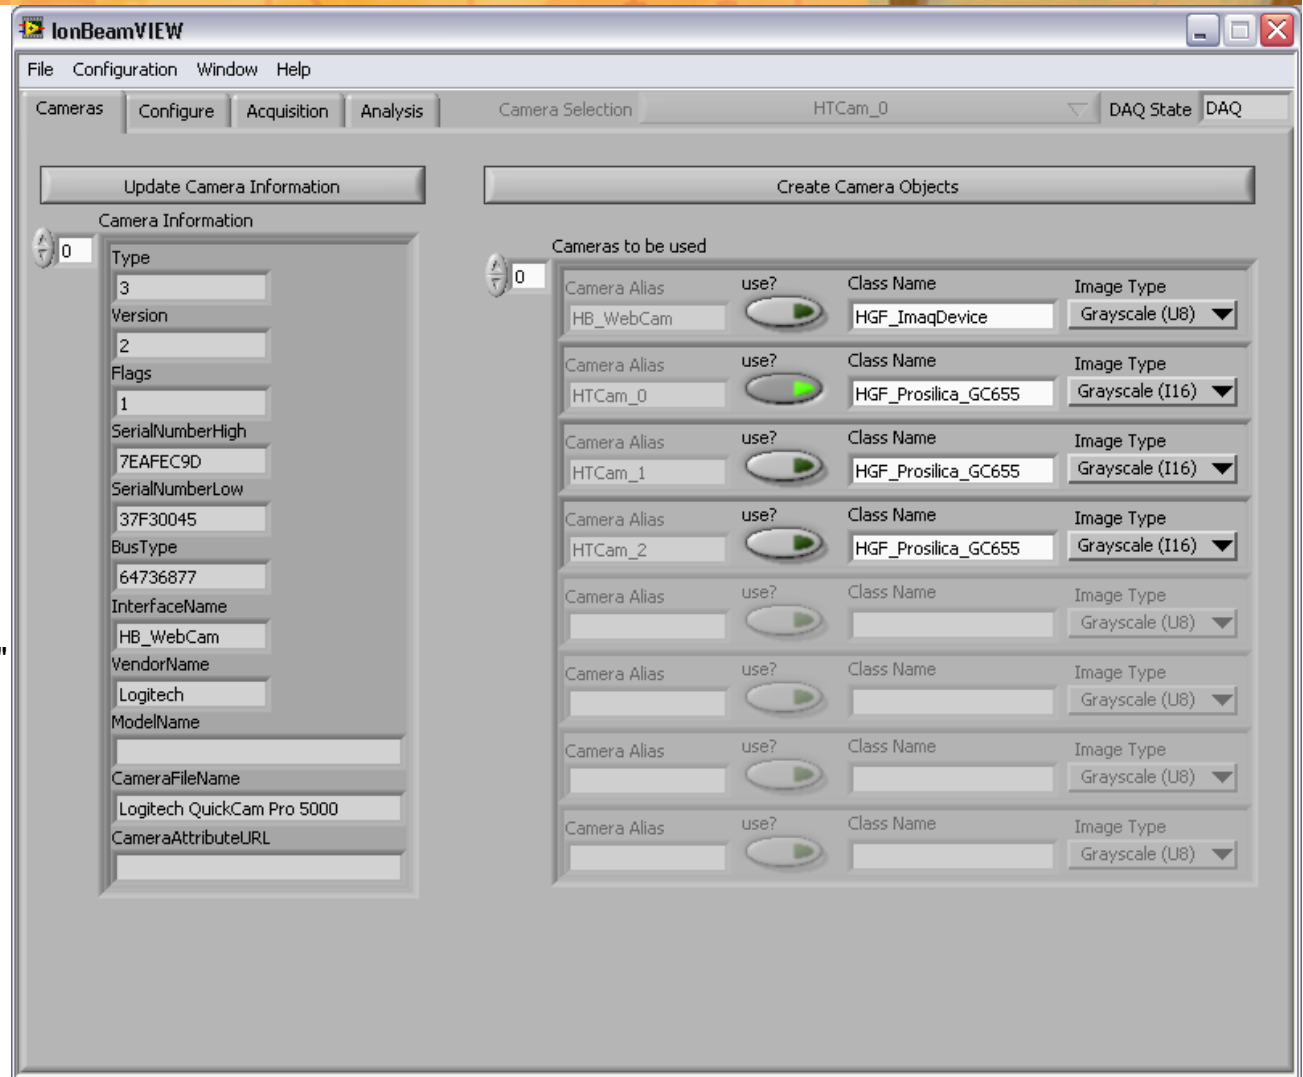 IonBeamVIEW
File Configuration Window Help
Cameras Configure Acquisition Analysis Camera Selection HTCam_0 DAQ State DAQ
Update Camera Information Create Camera Objects
Camera Information
0
Type
3
Version
2
Flags
1
SerialNumberHigh
7EAFEC9D
SerialNumberLow
37F30045
BusType
64736877
InterfaceName
HB_WebCam
VendorName
Logitech
ModelName
CameraFileName
Logitech QuickCam Pro 5000
CameraAttributeURL
"
Cameras to be used
0
Camera Alias use? Class Name Image Type
HB_WebCam HGF_ImaqDevice Grayscale (U8)
Camera Alias use? Class Name Image Type
HTCam_0 HGF_Prosilica_GC655 Grayscale (I16)
Camera Alias use? Class Name Image Type
HTCam_1 HGF_Prosilica_GC655 Grayscale (I16)
Camera Alias use? Class Name Image Type
HTCam_2 HGF_Prosilica_GC655 Grayscale (I16)
Camera Alias use? Class Name Image Type
Grayscale (U8)
Camera Alias use? Class Name Image Type
Grayscale (U8)
Camera Alias use? Class Name Image Type
Grayscale (U8)
Camera Alias use? Class Name Image Type
Grayscale (U8)